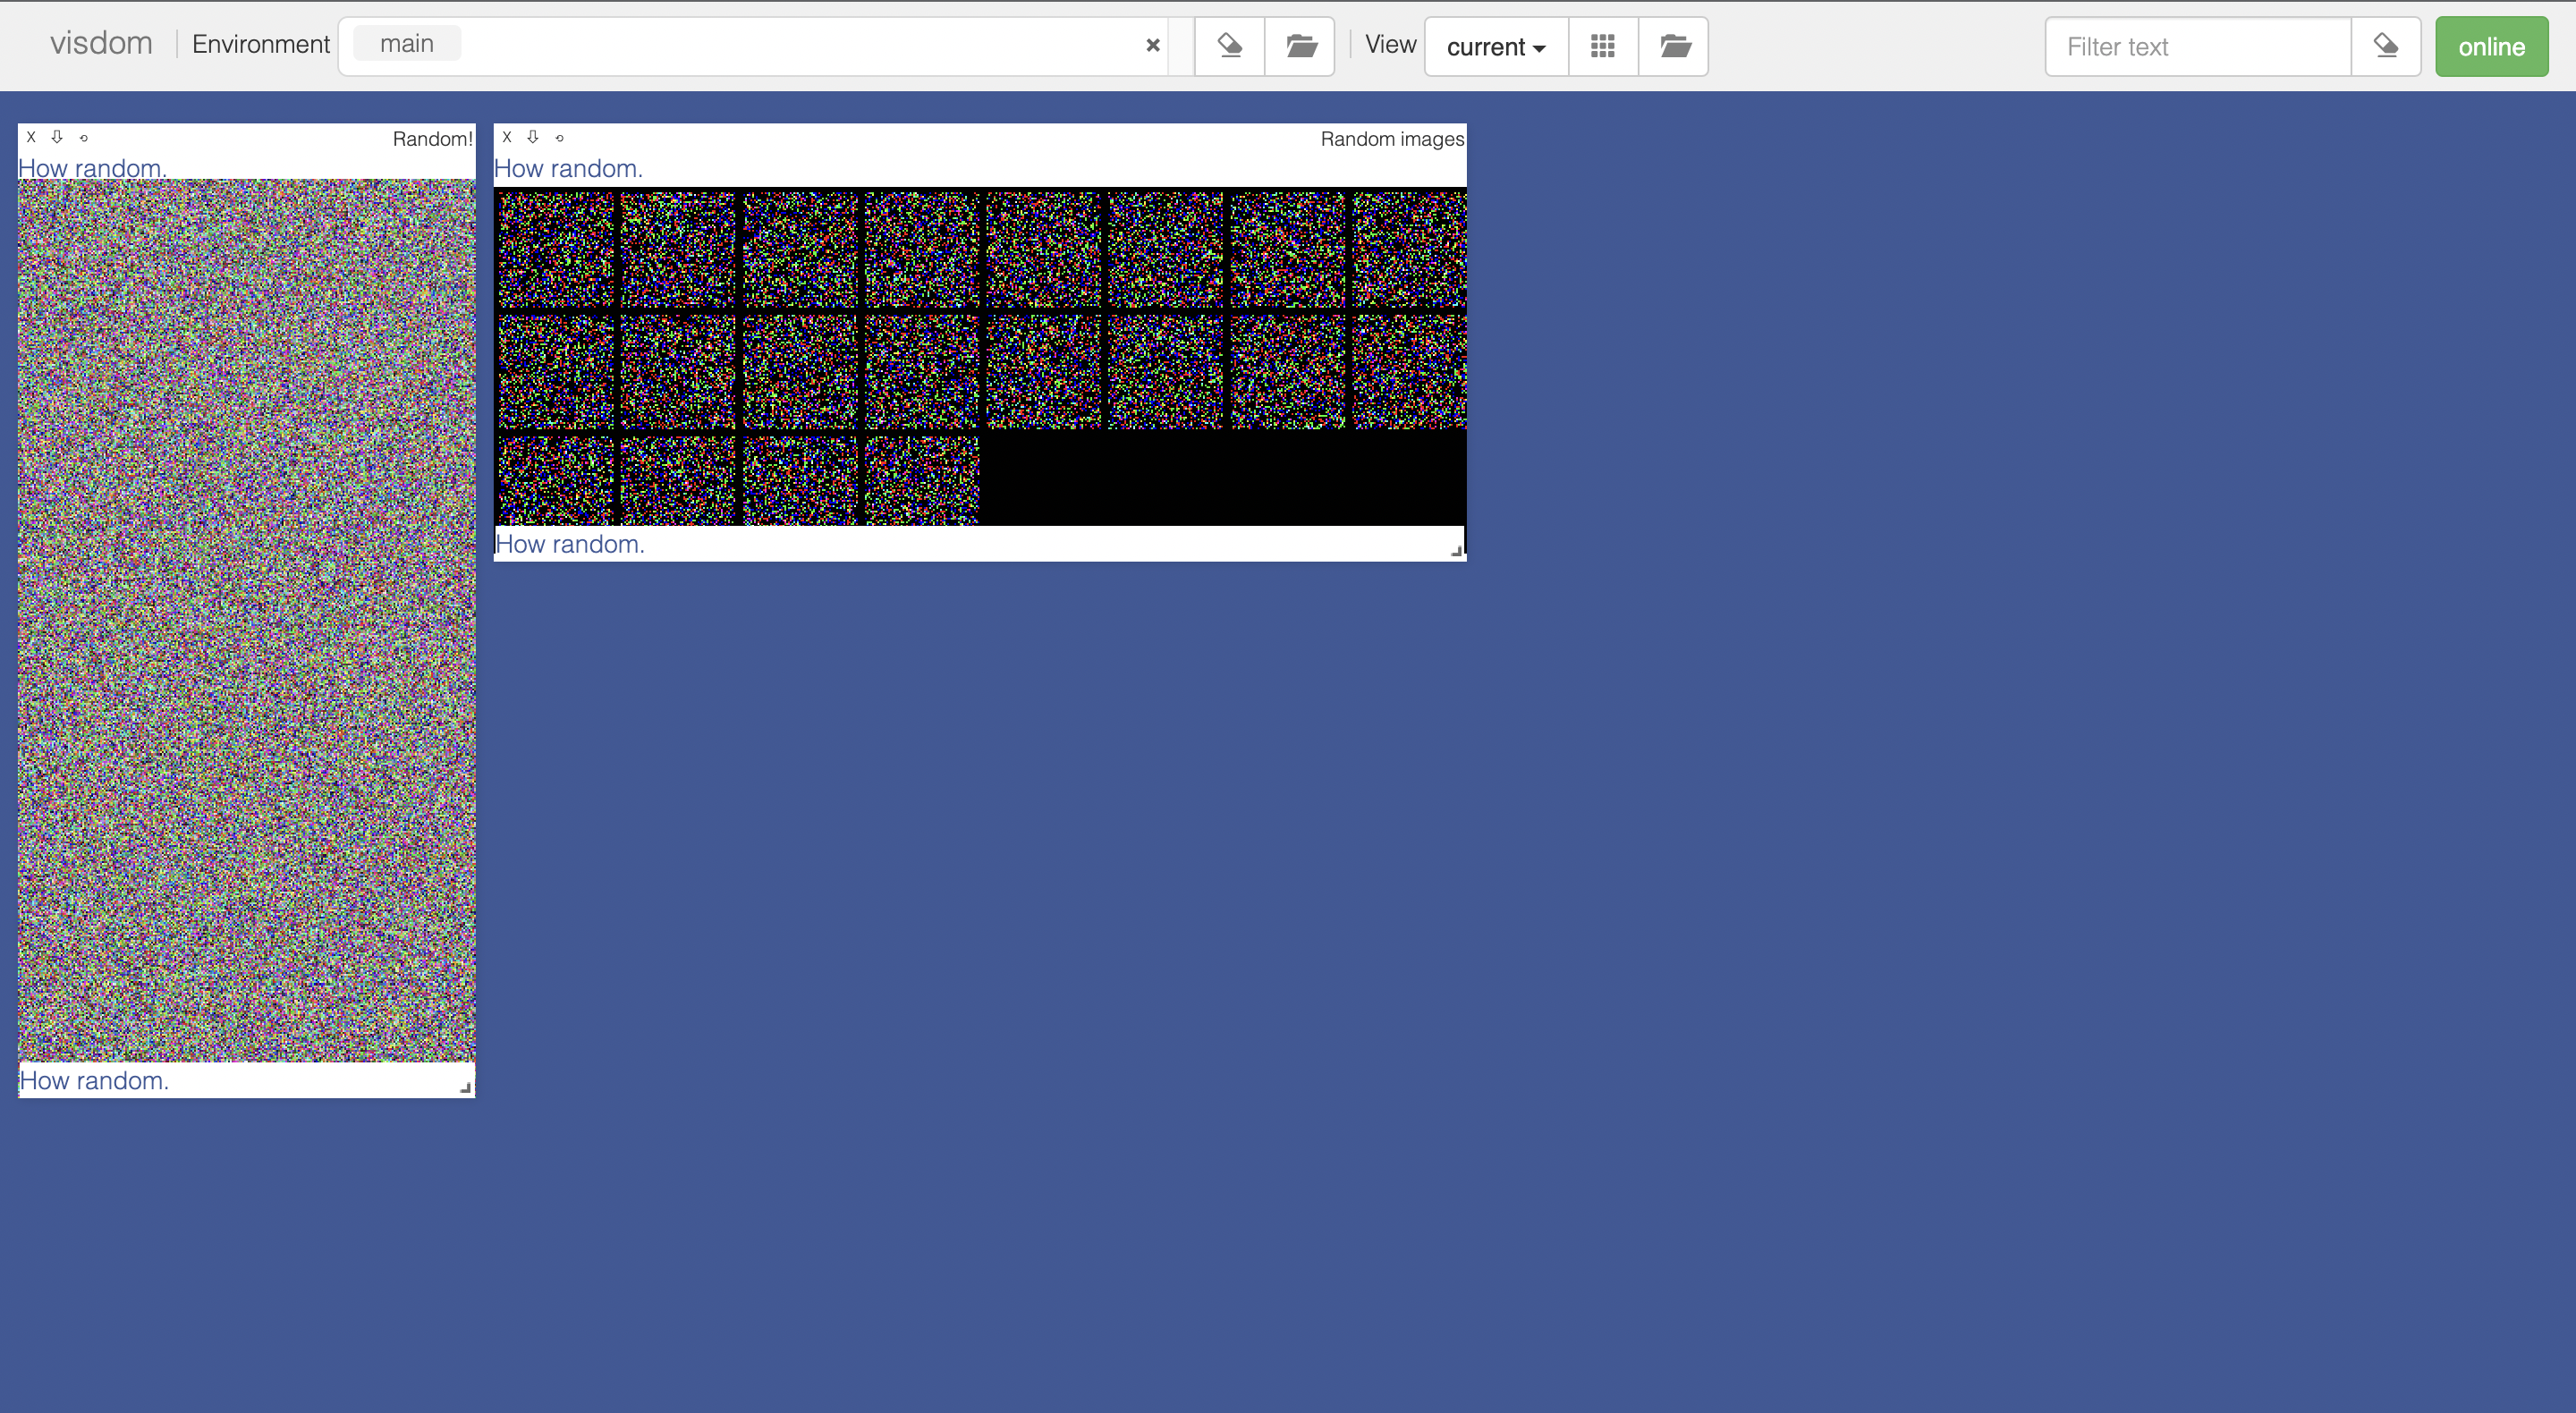 visdom Environment main × View current Filter text online
X Random!
How random.
How random.
X Random images
How random.
How random.